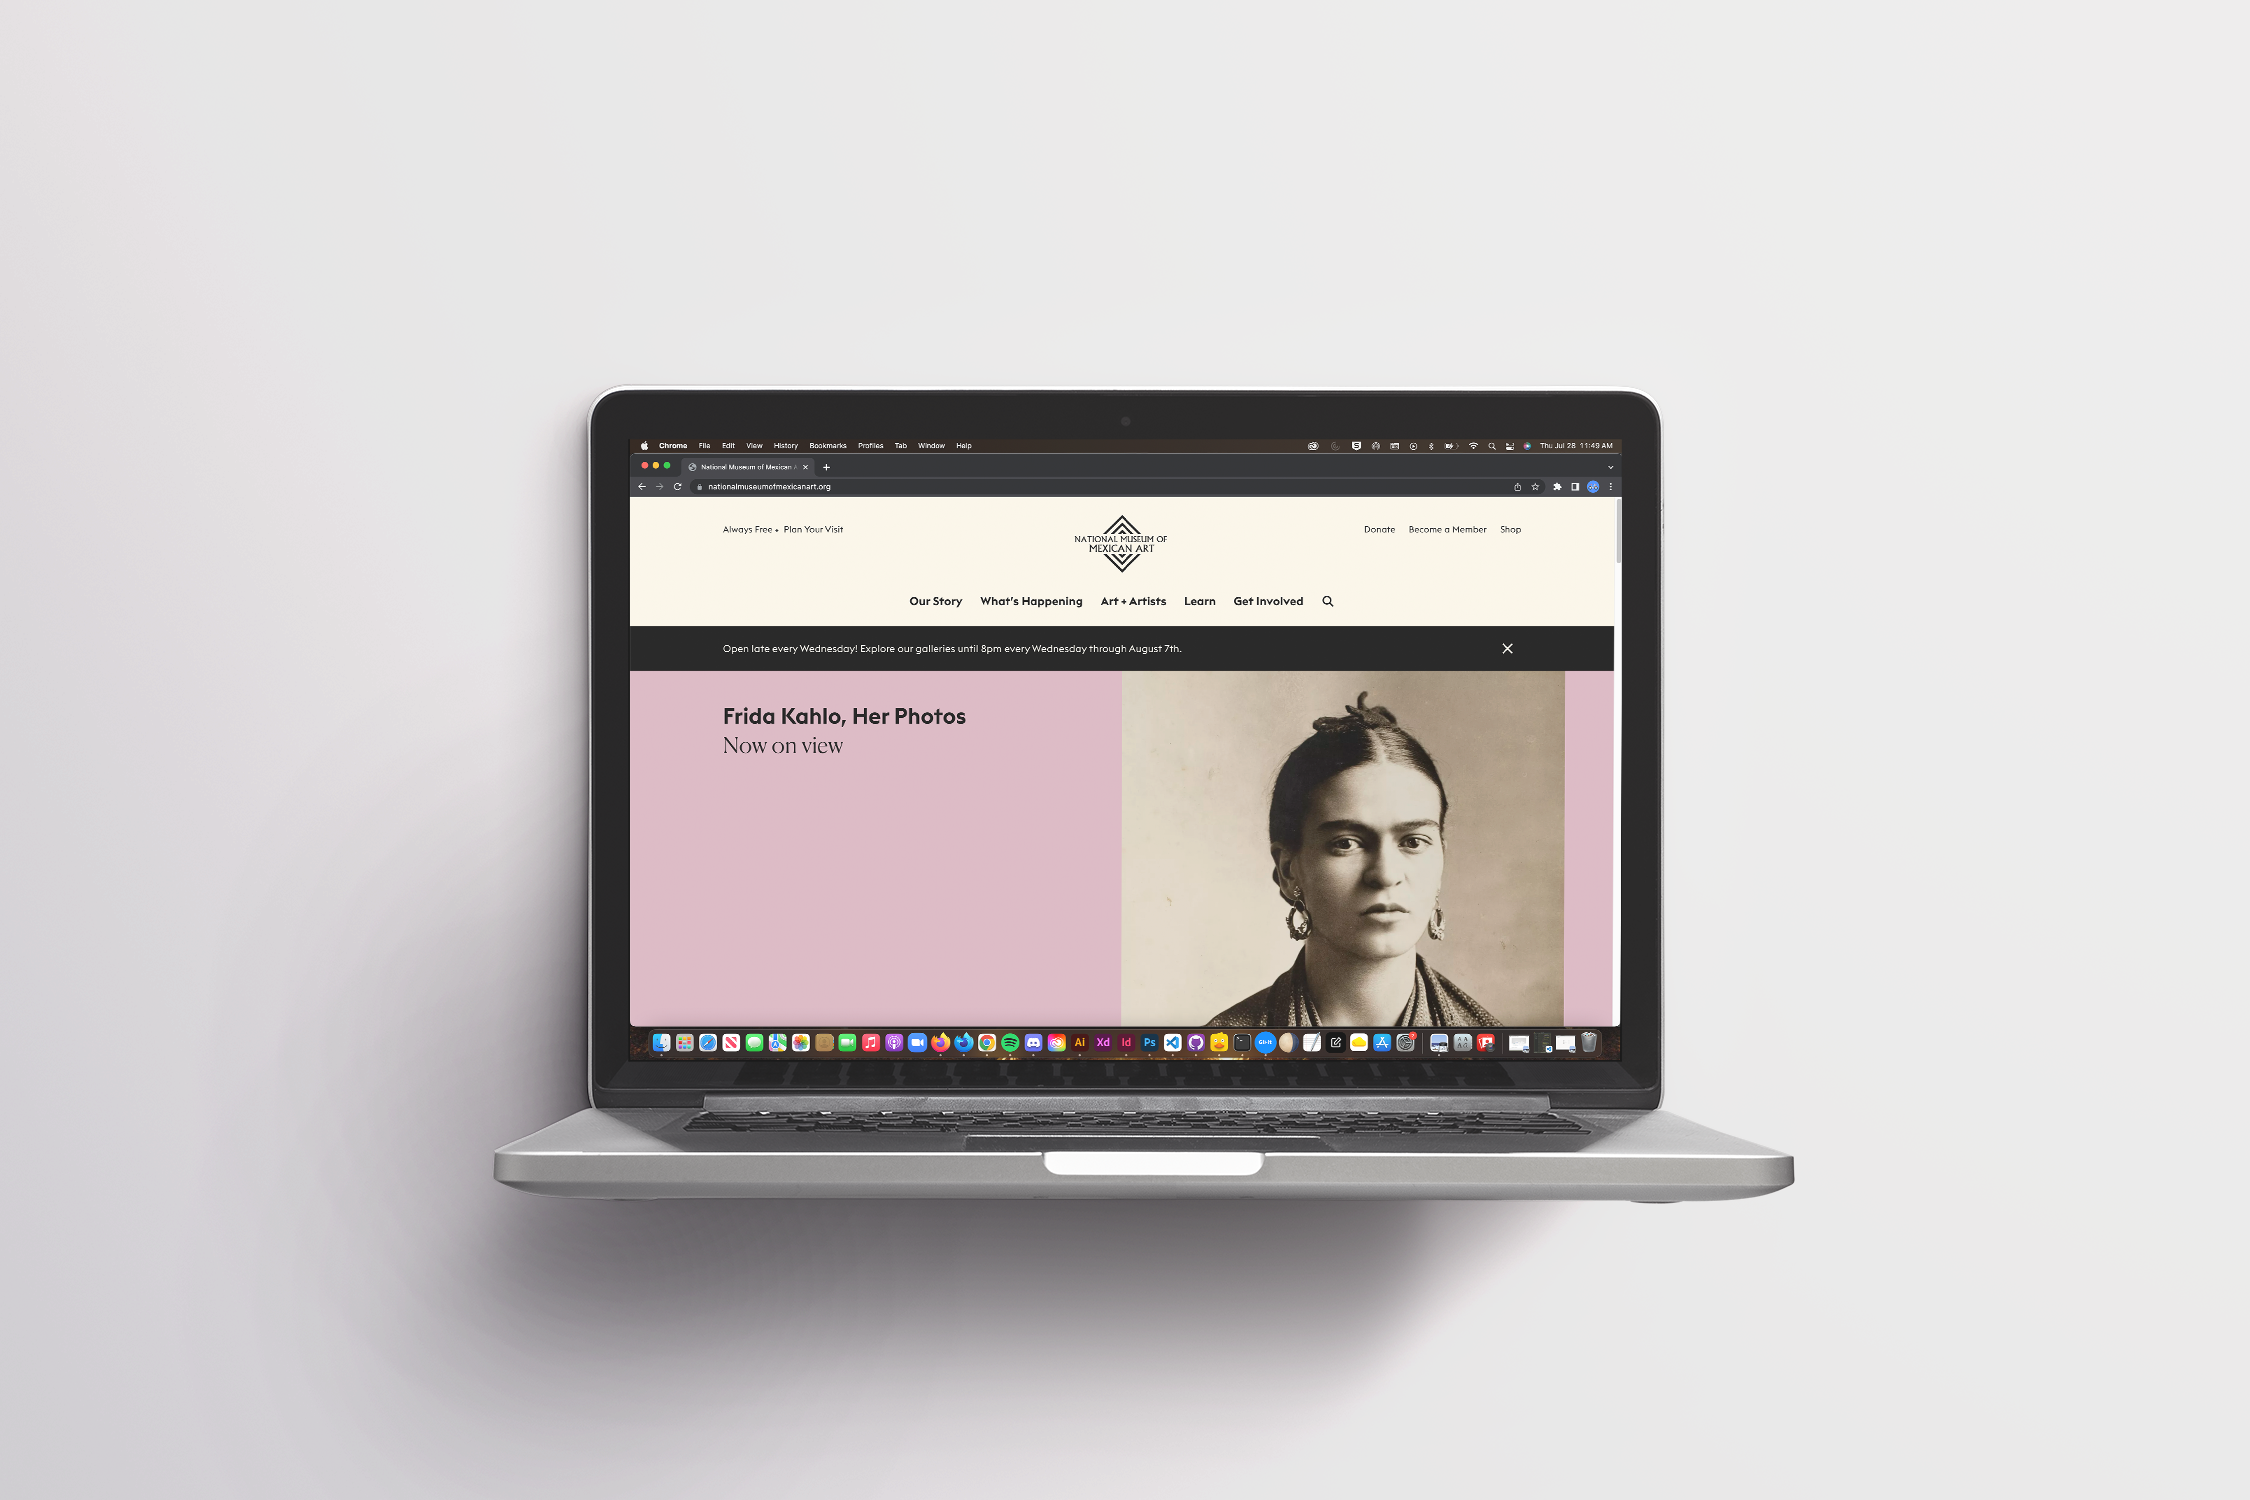 Chrome File Edit View History Bookmarks Profiles Tab Window Help Thu Jul 28 11:49 AM
National Museum of Mexican
nationalmuseumofmexicanart.org
Always Free + Plan Your Visit
Donate Become a Member Shop
NATIONAL MUSEUM OF
MEXICAN ART
Our Story What's Happening Art + Artists Learn Get Involved
Open late every Wednesday! Explore our galleries until 8pm every Wednesday through August 7th.
Frida Kahlo, Her Photos
Now on view
Ai Xd Id Ps Git-It